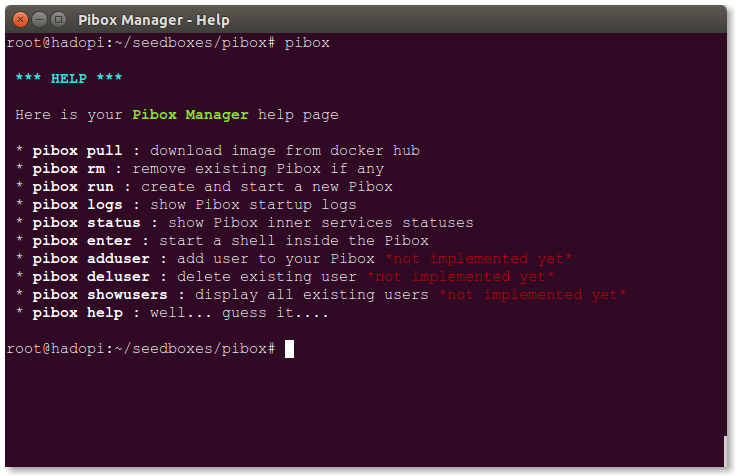 Pibox Manager - Help
root@hadopi:~/seedboxes/pibox# pibox
*** HELP ***
Here is your Pibox Manager help page
* pibox pull : download image from docker hub
* pibox rm : remove existing Pibox if any
* pibox run : create and start a new Pibox
* pibox logs : show Pibox startup logs
* pibox status : show Pibox inner services statuses
* pibox enter : start a shell inside the Pibox
* pibox adduser : add user to your Pibox *not implemented yet*
* pibox deluser : delete existing user *not implemented yet*
* pibox showusers : display all existing users *not implemented yet*
* pibox help : well... guess it....
root@hadopi:~/seedboxes/pibox#